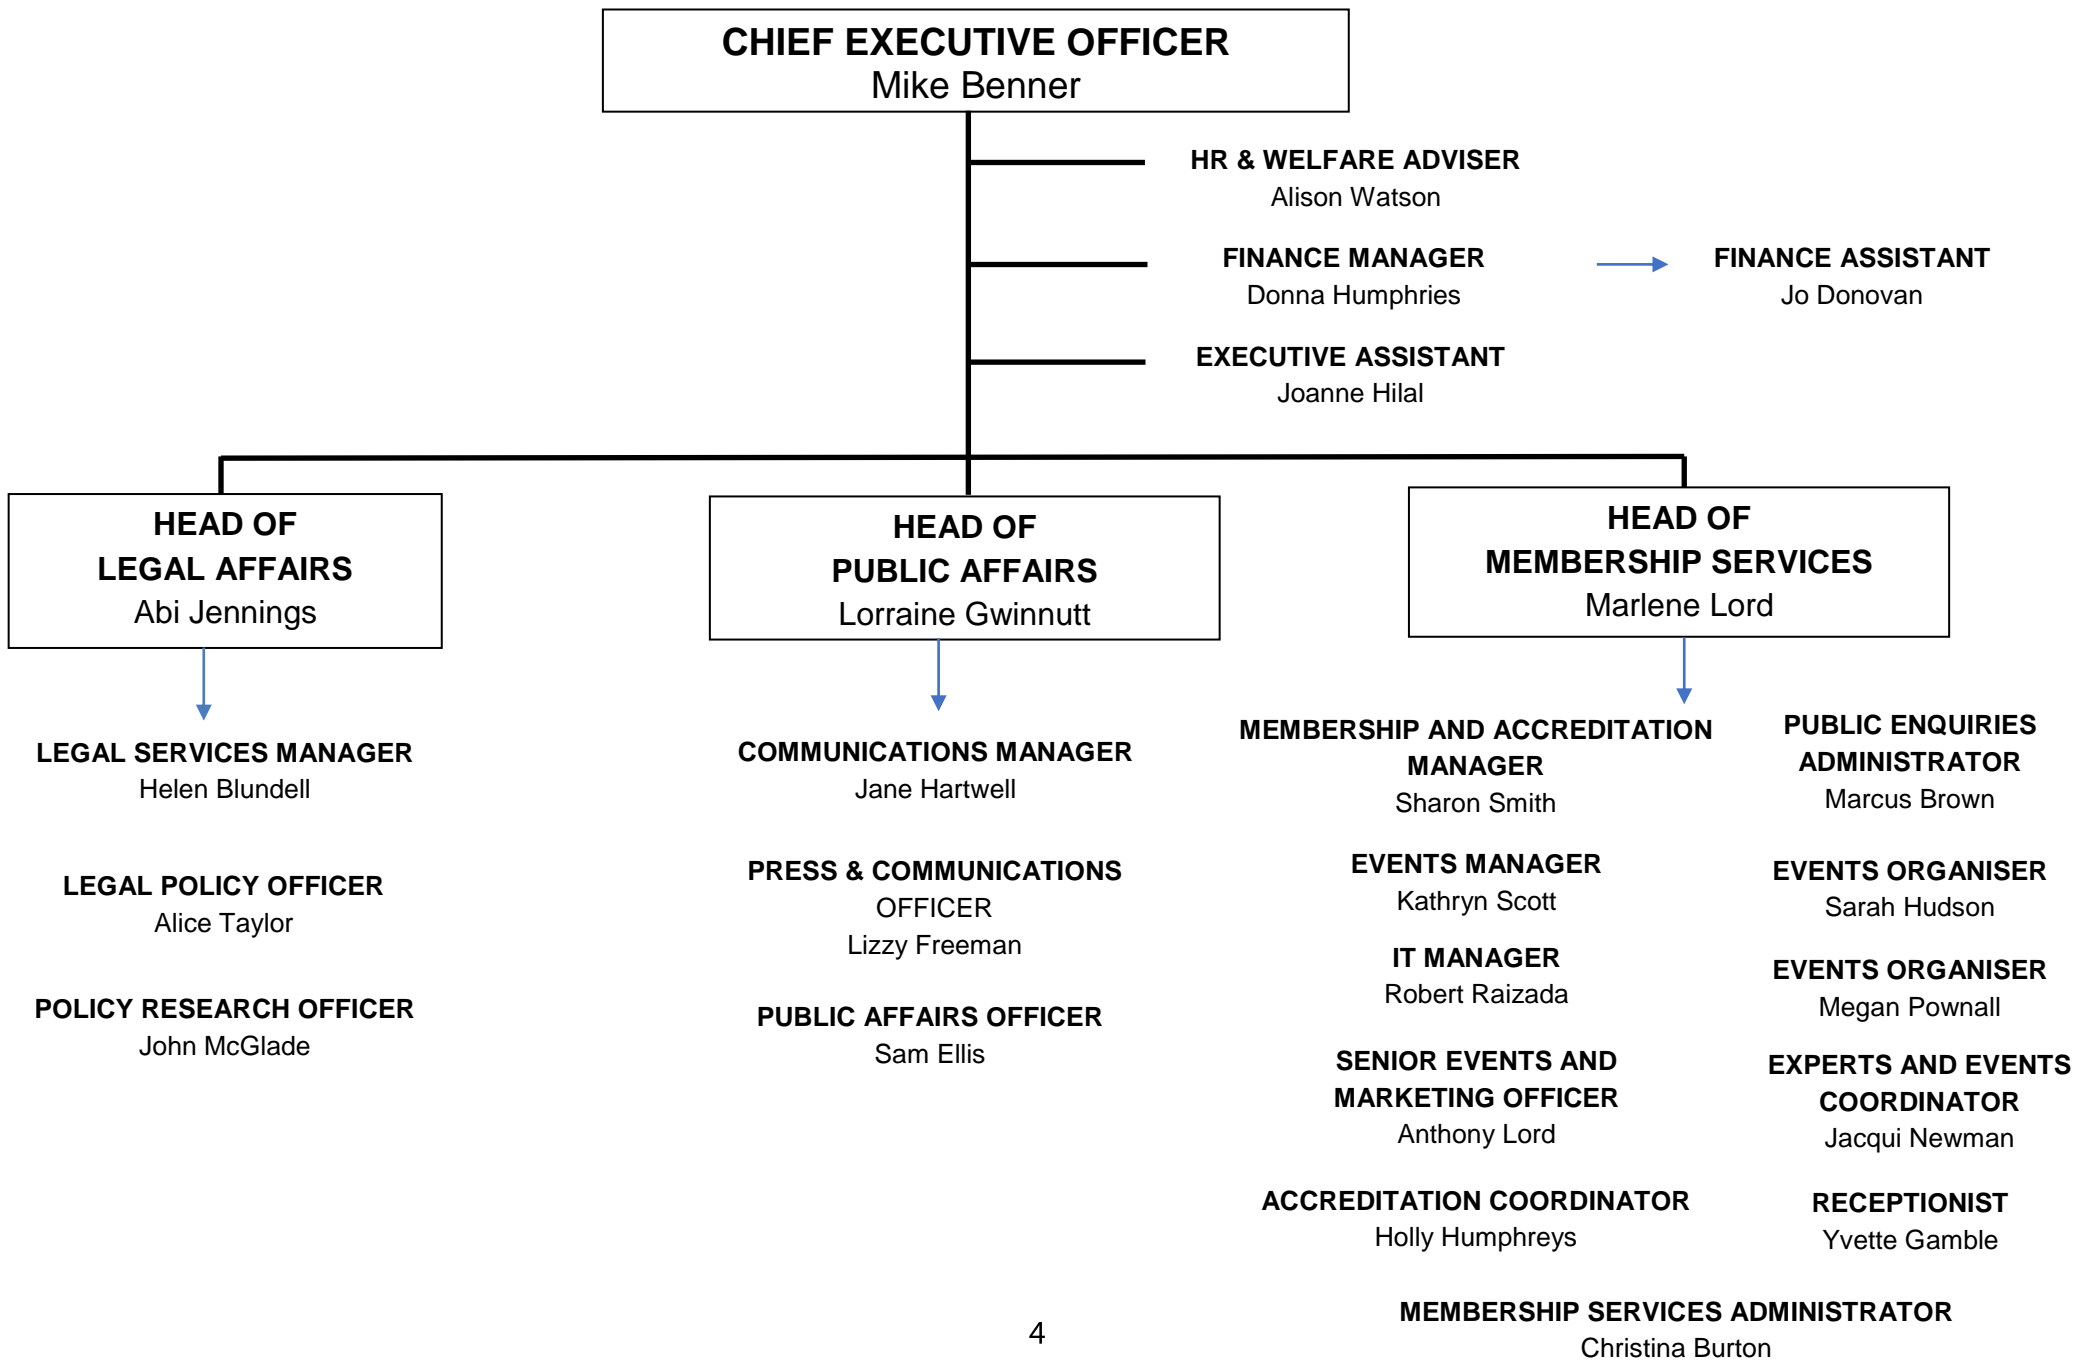 CHIEF EXECUTIVE OFFICER
Mike Benner
HR & WELFARE ADVISER
Alison Watson
FINANCE MANAGER
Donna Humphries
FINANCE ASSISTANT
Jo Donovan
EXECUTIVE ASSISTANT
Joanne Hilal
HEAD OF
LEGAL AFFAIRS
Abi Jennings
HEAD OF
PUBLIC AFFAIRS
Lorraine Gwinnutt
HEAD OF
MEMBERSHIP SERVICES
Marlene Lord
LEGAL SERVICES MANAGER
Helen Blundell
LEGAL POLICY OFFICER
Alice Taylor
POLICY RESEARCH OFFICER
John McGlade
COMMUNICATIONS MANAGER
Jane Hartwell
PRESS & COMMUNICATIONS
OFFICER
Lizzy Freeman
PUBLIC AFFAIRS OFFICER
Sam Ellis
MEMBERSHIP AND ACCREDITATION
MANAGER
Sharon Smith
EVENTS MANAGER
Kathryn Scott
IT MANAGER
Robert Raizada
SENIOR EVENTS AND
MARKETING OFFICER
Anthony Lord
ACCREDITATION COORDINATOR
Holly Humphreys
PUBLIC ENQUIRIES
ADMINISTRATOR
Marcus Brown
EVENTS ORGANISER
Sarah Hudson
EVENTS ORGANISER
Megan Pownall
EXPERTS AND EVENTS
COORDINATOR
Jacqui Newman
RECEPTIONIST
Yvette Gamble
MEMBERSHIP SERVICES ADMINISTRATOR
Christina Burton
4